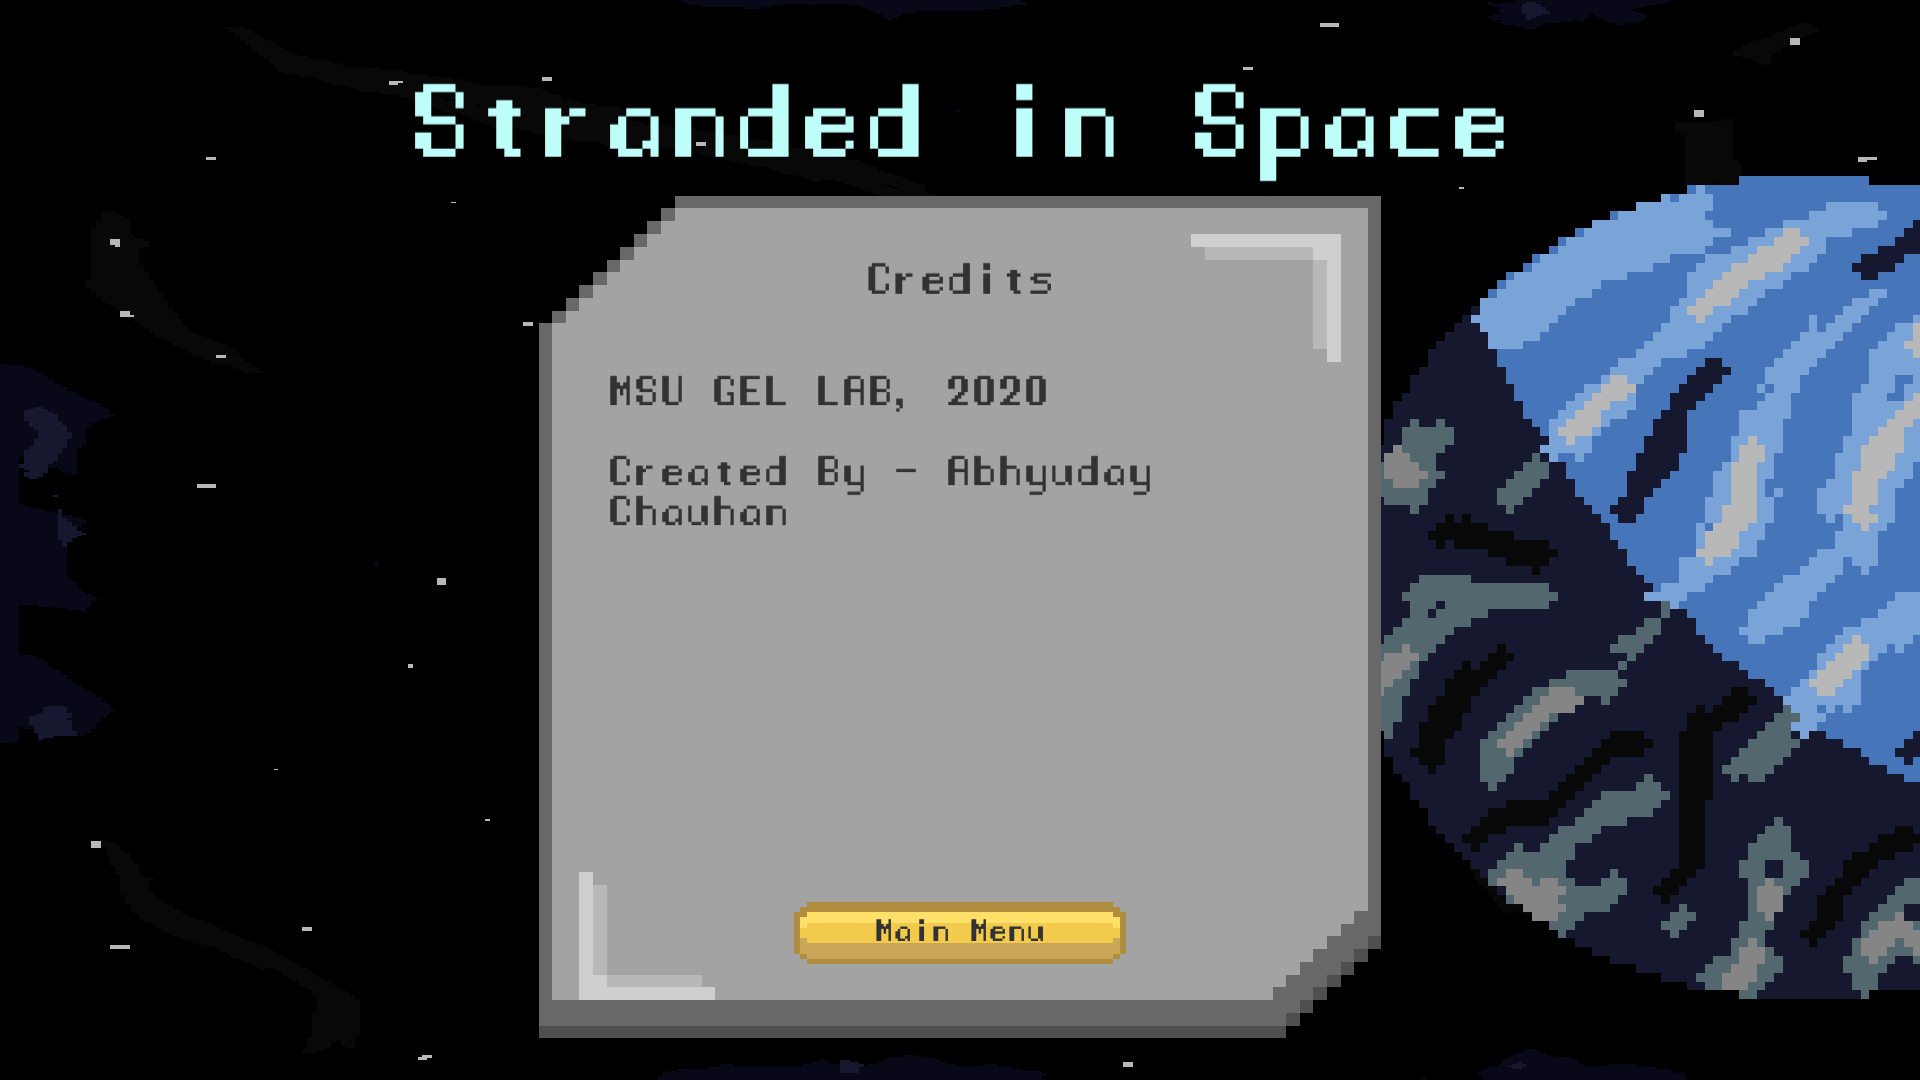 Stranded in Space
Credits
MSU GEL LAB, 2020
Created By - Abhyuday
Chauhan
Main Menu